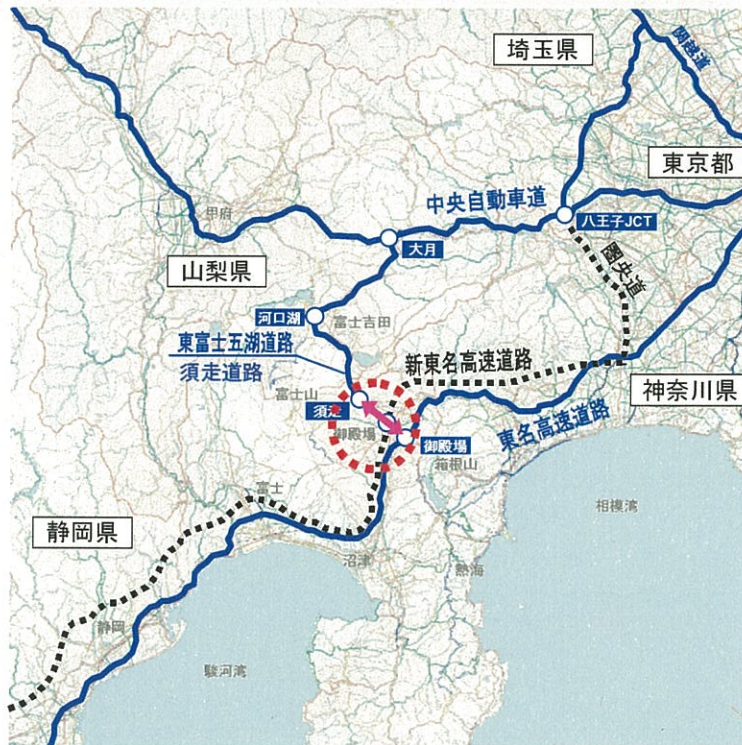 埼玉県
関越道
東京都
中央自動車道
八王子JCT
甲府
大月
圏央道
山梨県
河口湖
富士吉田
東富士五湖道路
須走道路
新東名高速道路
富士山
須走
神奈川県
御殿場
御殿場
東名高速道路
箱根山
富士
相模湾
静岡県
沼津
熱海
静岡
駿河湾